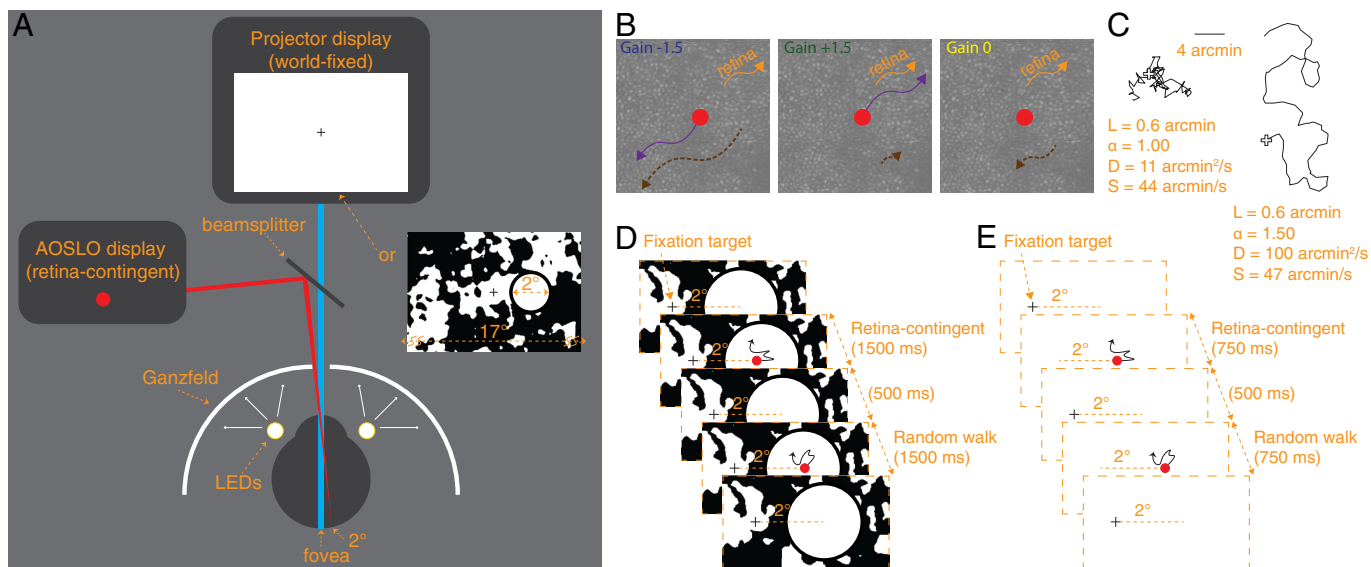 A
Projector display
(world-fixed)
beamsplitter
or
AOSLO display
(retina-contingent)
2°
17°
Ganzfeld
LEDs
2°
fovea
B
Gain -1.5
retina
Gain +1.5
retina
Gain 0
retina
C
4 arcmin
L = 0.6 arcmin
α = 1.00
D = 11 arcmin²/s
S = 44 arcmin/s
L = 0.6 arcmin
α = 1.50
D = 100 arcmin²/s
S = 47 arcmin/s
D
Fixation target
2°
2°
2°
2°
2°
Retina-contingent
(1500 ms)
(500 ms)
Random walk
(1500 ms)
E
Fixation target
2°
2°
2°
2°
2°
Retina-contingent
(750 ms)
(500 ms)
Random walk
(750 ms)